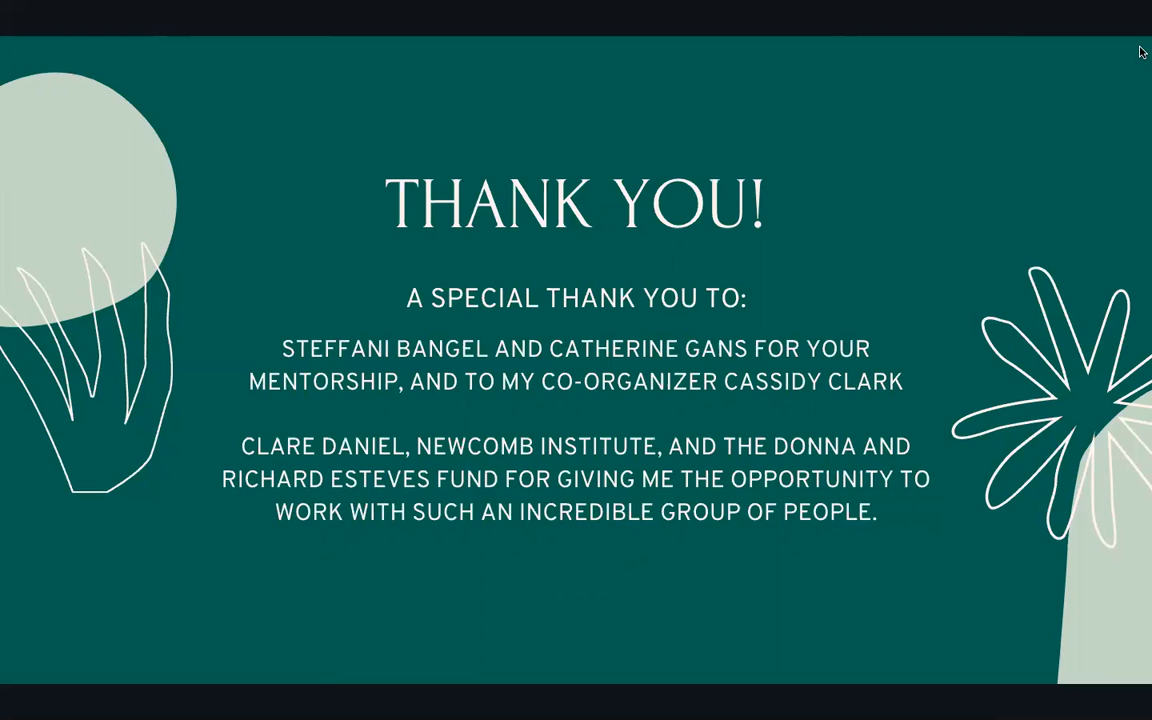 THANK YOU!
A SPECIAL THANK YOU TO:
STEFFANI BANGEL AND CATHERINE GANS FOR YOUR
MENTORSHIP, AND TO MY CO-ORGANIZER CASSIDY CLARK
CLARE DANIEL, NEWCOMB INSTITUTE, AND THE DONNA AND
RICHARD ESTEVES FUND FOR GIVING ME THE OPPORTUNITY TO
WORK WITH SUCH AN INCREDIBLE GROUP OF PEOPLE.